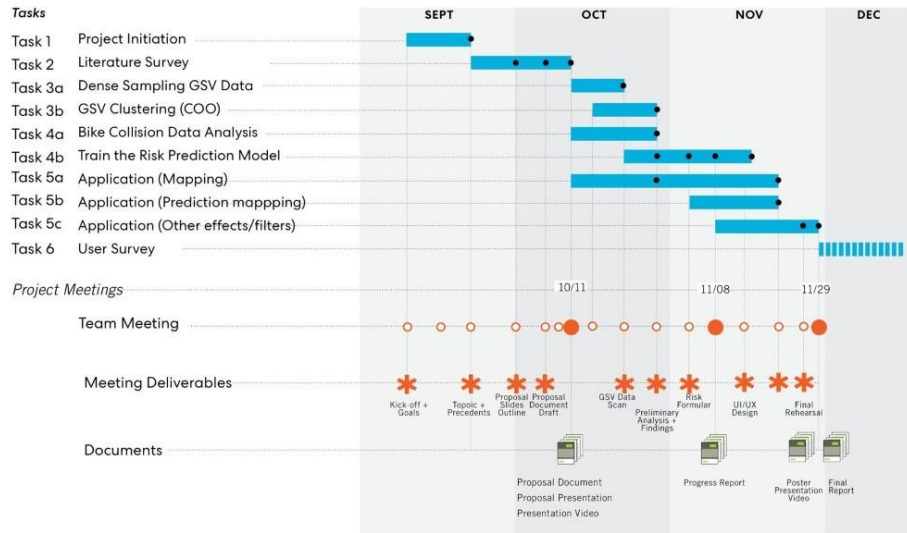 Tasks
SEPT OCT NOV DEC
Task 1 Project Initiation
Task 2 Literature Survey
Task 3a Dense Sampling GSV Data
Task 3b GSV Clustering (COO)
Task 4a Bike Collision Data Analysis
Task 4b Train the Risk Prediction Model
Task 5a Application (Mapping)
Task 5b Application (Prediction mappping)
Task 5c Application (Other effects/filters)
Task 6 User Survey
Project Meetings 10/11 11/08 11/29
Team Meeting
Meeting Deliverables
Kick-off +
Goals
Topoic +
Precedents
Proposal
Slides
Outline
Proposal
Document
Draft
GSV Data
Scan
Preliminary
Analysis +
Findings
Risk
Formular
UI/UX
Design
Final
Rehearsal
Documents
Proposal Document
Proposal Presentation
Presentation Video
Progress Report
Poster
Presentation
Video
Final
Report